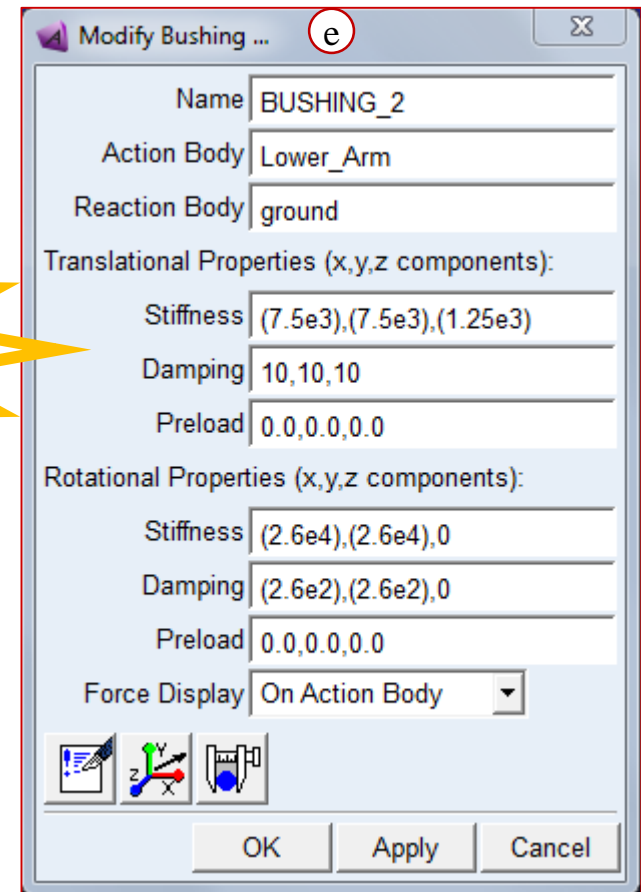 Modify Bushing ... e
Name BUSHING_2
Action Body Lower_Arm
Reaction Body ground
Translational Properties (x,y,z components):
Stiffness (7.5e3),(7.5e3),(1.25e3)
Damping 10,10,10
Preload 0.0,0.0,0.0
Rotational Properties (x,y,z components):
Stiffness (2.6e4),(2.6e4),0
Damping (2.6e2),(2.6e2),0
Preload 0.0,0.0,0.0
Force Display On Action Body
Z Y X
OK Apply Cancel